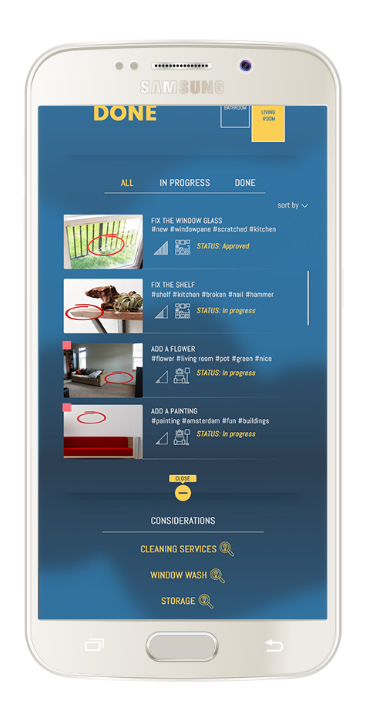 SAMSUNG
DONE
BATHROOM
LIVING
ROOM
ALL
IN PROGRESS
DONE
sort by
FIX THE WINDOW GLASS
#new #windowpane #scratched #kitchen
STATUS: Approved
FIX THE SHELF
#shelf #kitchen #broken #nail #hammer
STATUS: In progress
ADD A FLOWER
#flower #living room #pot #green #nice
STATUS: In progress
ADD A PAINTING
#painting #amsterdam #fun #buildings
STATUS: In progress
CLOSE
CONSIDERATIONS
CLEANING SERVICES
WINDOW WASH
STORAGE